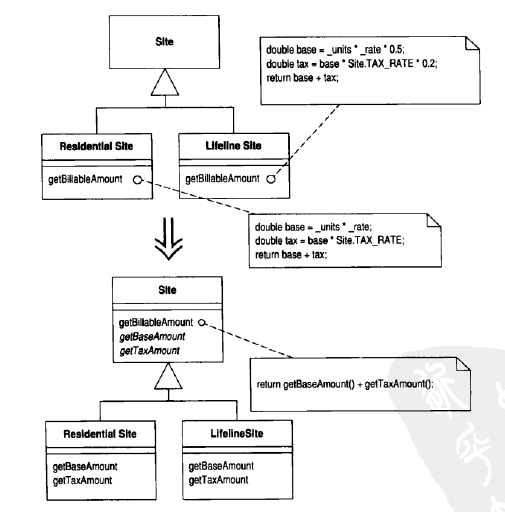 Site
double base = _units * _rate * 0.5;
double tax = base * Site.TAX_RATE * 0.2;
return base + tax;
Residential Site
Lifeline Site
getBillableAmount
getBillableAmount
double base = _units * _rate;
double tax = base * Site.TAX_RATE;
return base + tax;
Site
getBillableAmount
getBaseAmount
getTaxAmount
return getBaseAmount() + getTaxAmount();
Residential Site
LifelineSite
getBaseAmount
getTaxAmount
getBaseAmount
getTaxAmount